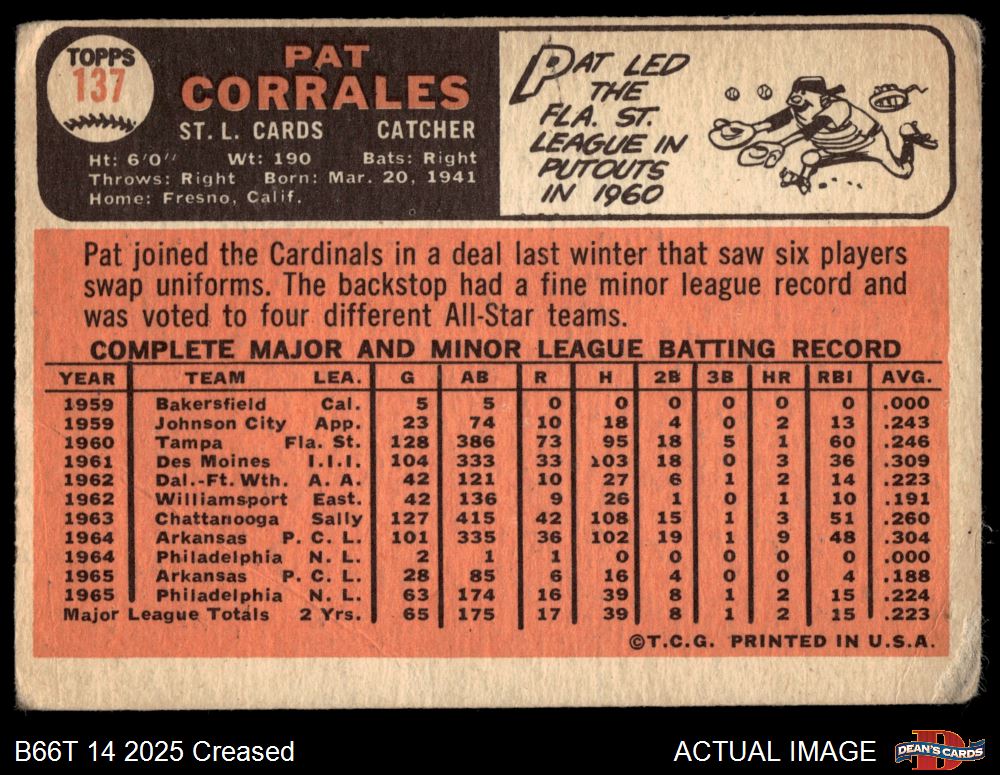 TOPPS
137
PAT
CORRALES
ST. L. CARDS CATCHER
Ht: 6'0" Wt: 190 Bats: Right
Throws: Right Born: Mar. 20, 1941
Home: Fresno, Calif.
PAT LED
THE
FLA. ST.
LEAGUE IN
PUTOUTS
IN 1960
Pat joined the Cardinals in a deal last winter that saw six players
swap uniforms. The backstop had a fine minor league record and
was voted to four different All-Star teams.
COMPLETE MAJOR AND MINOR LEAGUE BATTING RECORD
YEAR TEAM LEA. G AB R H 2B 3B HR RBI AVG.
1959 Bakersfield Cal. 5 5 0 0 0 0 0 0 .000
1959 Johnson City App. 23 74 10 18 4 0 2 13 .243
1960 Tampa Fla. St. 128 386 73 95 18 5 1 60 .246
1961 Des Moines I.I.I. 104 333 33 103 18 0 3 36 .309
1962 Dal.-Ft. Wth. A. A. 42 121 10 27 6 1 2 14 .223
1962 Williamsport East. 42 136 9 26 1 0 1 10 .191
1963 Chattanooga Sally 127 415 42 108 15 1 3 51 .260
1964 Arkansas P. C. L. 101 335 36 102 19 1 9 48 .304
1964 Philadelphia N. L. 2 1 1 0 0 0 0 0 .000
1965 Arkansas P. C. L. 28 85 6 16 4 0 0 4 .188
1965 Philadelphia N. L. 63 174 16 39 8 1 2 15 .224
Major League Totals 2 Yrs. 65 175 17 39 8 1 2 15 .223
©T.C.G. PRINTED IN U.S.A.
B66T 14 2025 Creased
ACTUAL IMAGE
D
DEAN'S CARDS